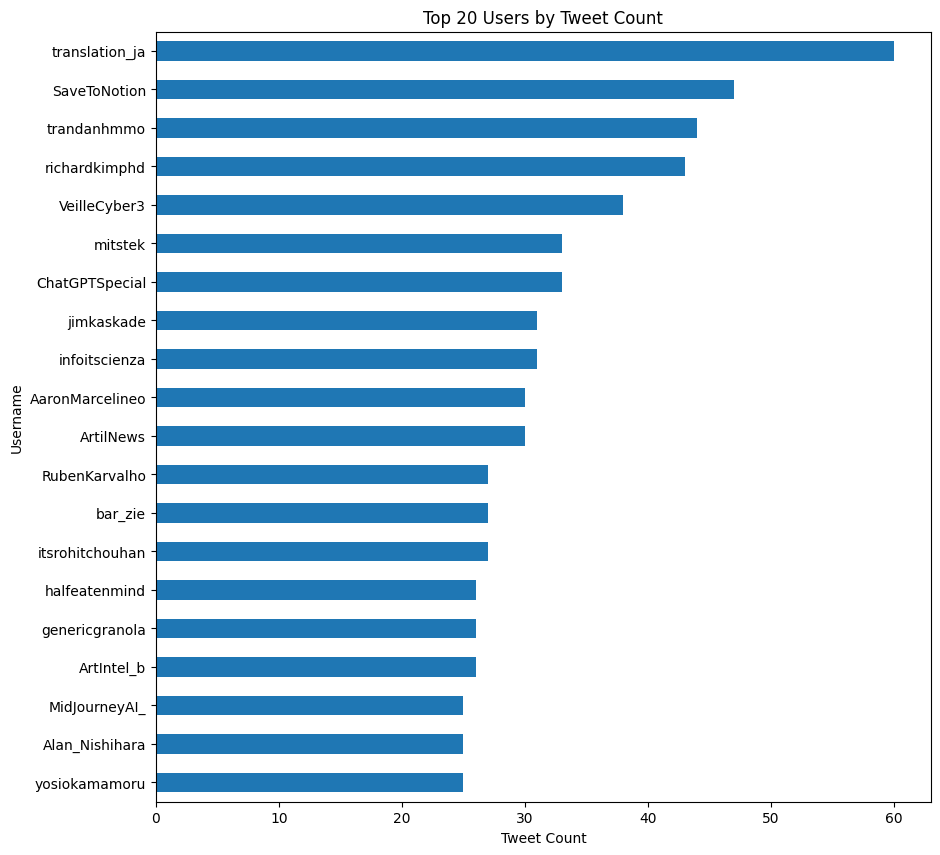 Top 20 Users by Tweet Count
translation_ja
SaveToNotion
trandanhmmo
richardkimphd
VeilleCyber3
mitstek
ChatGPTSpecial
jimkaskade
infoitscienza
AaronMarcelineo
ArtilNews
RubenKarvalho
bar_zie
itsrohitchouhan
halfeatenmind
genericgranola
ArtIntel_b
MidJourneyAI_
Alan_Nishihara
yosiokamamoru
Username
0 10 20 30 40 50 60
Tweet Count